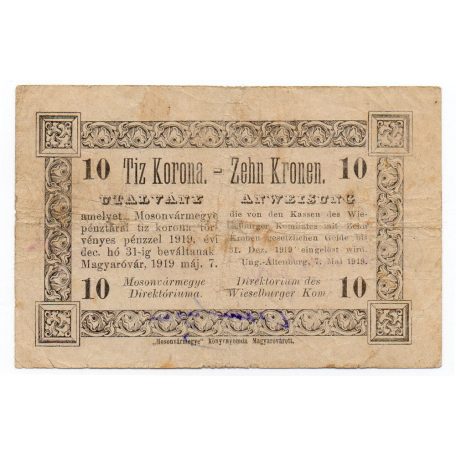 10 Tiz Korona. - Zehn Kronen. 10
UTALVÁNY
amelyet Mosonvármegye
pénztárai tiz korona tör-
vényes pénzzel 1919. évi
dec. hó 31-ig beváltanak
Magyaróvár, 1919 máj. 7.
ANWEISUNG
die von den Kassen des Wie-
selburger Komitates mit Zehn
Kronen gesetzlichen Gelde bis
31. Dez. 1919 eingelöst wird.
Ung.-Altenburg, 7. Mai 1919.
10 Mosonvármegye
Direktóriuma.
Direktorium des
Wieselburger Kom 10
„Mosonvármegye" Könyvnyomda Magyaróvárott.